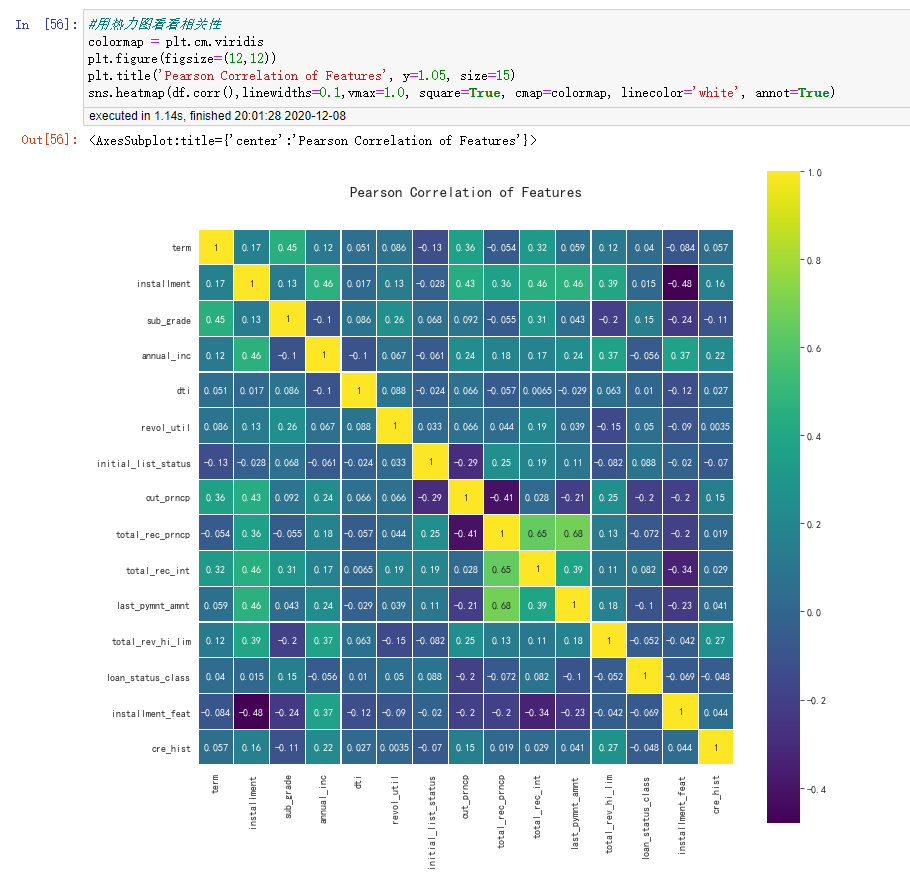 In [56]:
#用热力图看看相关性
colormap = plt.cm.viridis
plt.figure(figsize=(12,12))
plt.title('Pearson Correlation of Features', y=1.05, size=15)
sns.heatmap(df.corr(),linewidths=0.1,vmax=1.0, square=True, cmap=colormap, linecolor='white', annot=True)
executed in 1.14s, finished 20:01:28 2020-12-08
Out[56]: <AxesSubplot:title={'center':'Pearson Correlation of Features'}>
Pearson Correlation of Features
term 1 0.17 0.45 0.12 0.051 0.086 -0.13 0.36 -0.054 0.32 0.059 0.12 0.04 -0.084 0.057
installment 0.17 1 0.13 0.46 0.017 0.13 -0.028 0.43 0.36 0.46 0.46 0.39 0.015 -0.48 0.16
sub_grade 0.45 0.13 1 -0.1 0.086 0.26 0.068 0.092 -0.055 0.31 0.043 -0.2 0.15 -0.24 -0.11
annual_inc 0.12 0.46 -0.1 1 -0.1 0.067 -0.061 0.24 0.18 0.17 0.24 0.37 -0.056 0.37 0.22
dti 0.051 0.017 0.086 -0.1 1 0.088 -0.024 0.066 -0.057 0.0065 -0.029 0.063 0.01 -0.12 0.027
revol_util 0.086 0.13 0.26 0.067 0.088 1 0.033 0.066 0.044 0.19 0.039 -0.15 0.05 -0.09 0.0035
initial_list_status -0.13 -0.028 0.068 -0.061 -0.024 0.033 1 -0.29 0.25 0.19 0.11 -0.082 0.088 -0.02 -0.07
out_prncp 0.36 0.43 0.092 0.24 0.066 0.066 -0.29 1 -0.41 0.028 -0.21 0.25 -0.2 -0.2 0.15
total_rec_prncp -0.054 0.36 -0.055 0.18 -0.057 0.044 0.25 -0.41 1 0.65 0.68 0.13 -0.072 -0.2 0.019
total_rec_int 0.32 0.46 0.31 0.17 0.0065 0.19 0.19 0.028 0.65 1 0.39 0.11 0.082 -0.34 0.029
last_pymnt_amnt 0.059 0.46 0.043 0.24 -0.029 0.039 0.11 -0.21 0.68 0.39 1 0.18 -0.1 -0.23 0.041
total_rev_hi_lim 0.12 0.39 -0.2 0.37 0.063 -0.15 -0.082 0.25 0.13 0.11 0.18 1 -0.052 -0.042 0.27
loan_status_class 0.04 0.015 0.15 -0.056 0.01 0.05 0.088 -0.2 -0.072 0.082 -0.1 -0.052 1 -0.069 -0.048
installment_feat -0.084 -0.48 -0.24 0.37 -0.12 -0.09 -0.02 -0.2 -0.2 -0.34 -0.23 -0.042 -0.069 1 0.044
cre_hist 0.057 0.16 -0.11 0.22 0.027 0.0035 -0.07 0.15 0.019 0.029 0.041 0.27 -0.048 0.044 1
term
installment
sub_grade
annual_inc
dti
revol_util
initial_list_status
out_prncp
total_rec_prncp
total_rec_int
last_pymnt_amnt
total_rev_hi_lim
loan_status_class
installment_feat
cre_hist
1.0
0.8
0.6
0.4
0.2
0.0
-0.2
-0.4